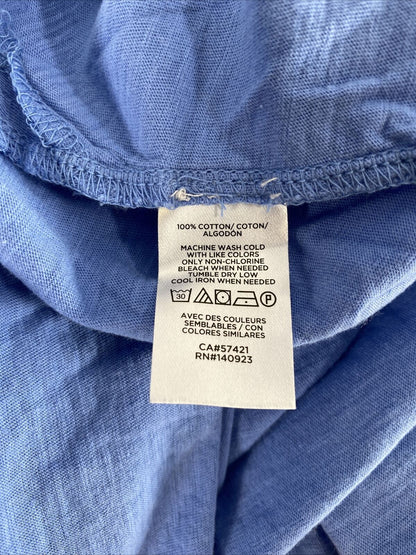 100% COTTON/ COTON/
ALGODÓN
MACHINE WASH COLD
WITH LIKE COLORS
ONLY NON-CHLORINE
BLEACH WHEN NEEDED
TUMBLE DRY LOW
COOL IRON WHEN NEEDED
30 P
AVEC DES COULEURS
SEMBLABLES / CON
COLORES SIMILARES
CA#57421
RN#140923